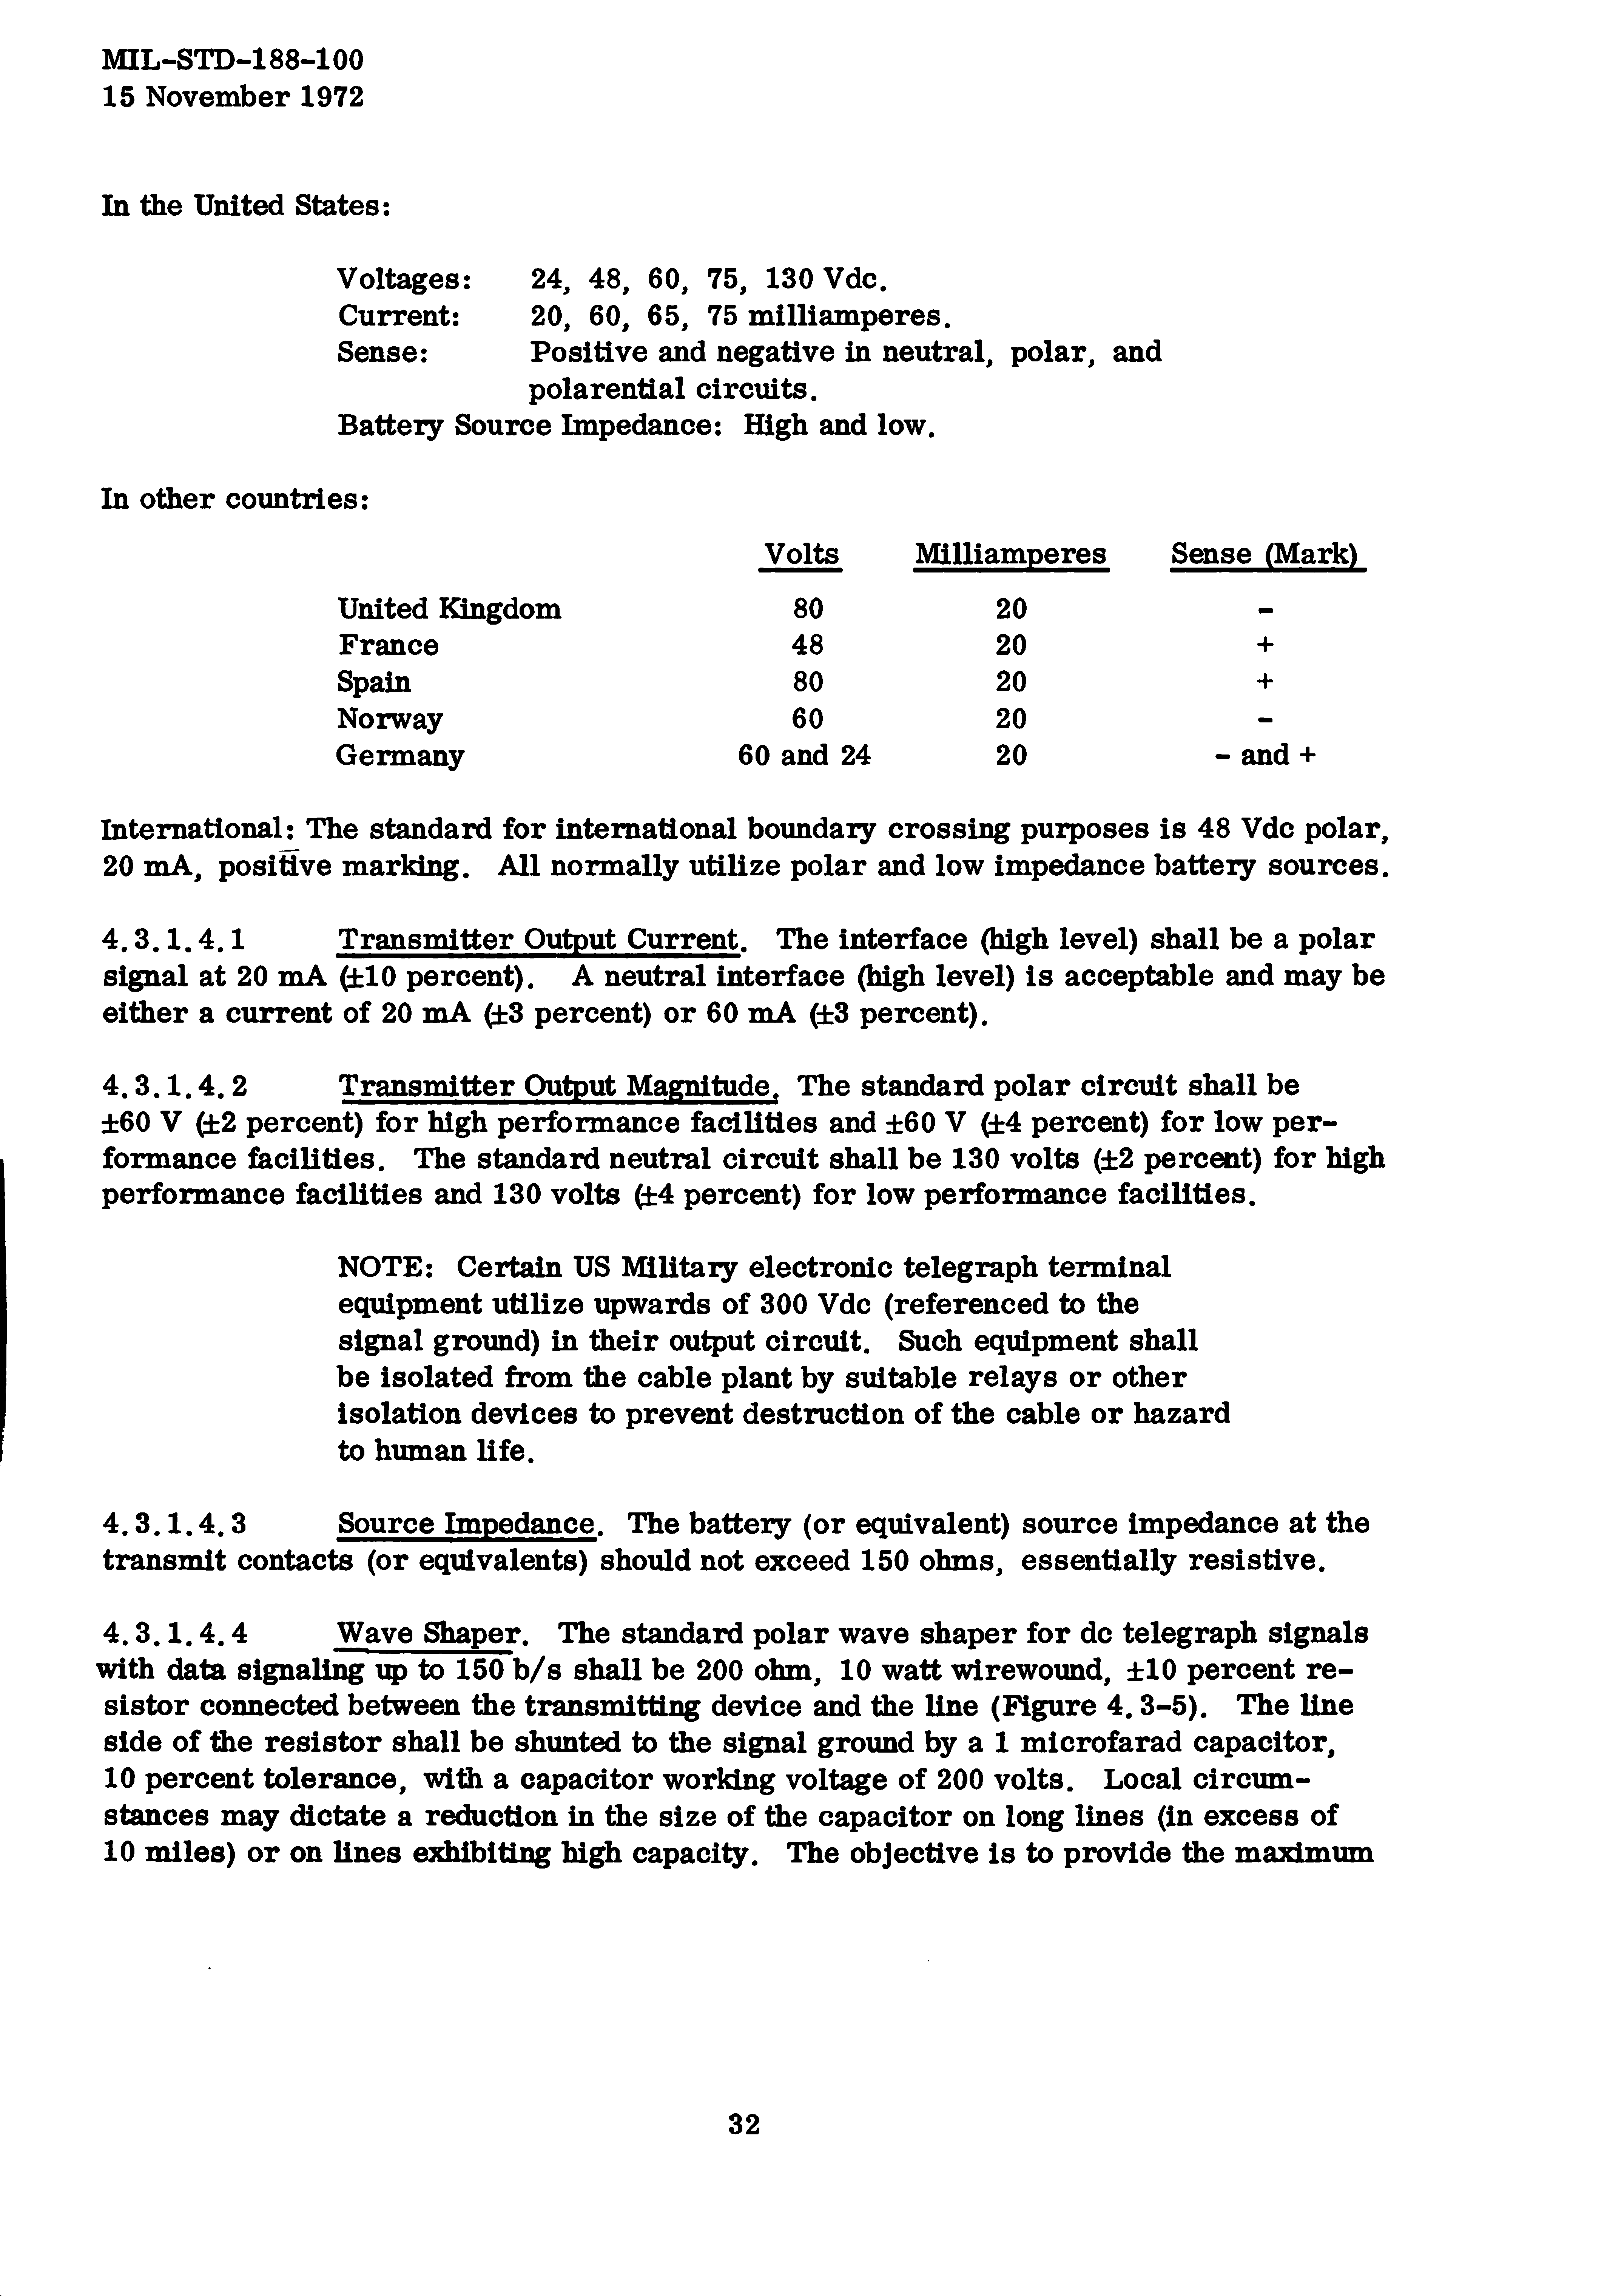 MIL-STD-188-100
15 November 1972
In the United States:
Voltages: 24, 48, 60, 75, 130 Vdc.
Current: 20, 60, 65, 75 milliamperes.
Sense: Positive and negative in neutral, polar, and
polarential circuits.
Battery Source Impedance: High and low.
In other countries:
Volts Milliamperes Sense (Mark)
United Kingdom 80 20 -
France 48 20 +
Spain 80 20 +
Norway 60 20 -
Germany 60 and 24 20 - and +
International: The standard for international boundary crossing purposes is 48 Vdc polar,
20 mA, positive marking. All normally utilize polar and low impedance battery sources.
4.3.1.4.1 Transmitter Output Current. The interface (high level) shall be a polar
signal at 20 mA (±10 percent). A neutral interface (high level) is acceptable and may be
either a current of 20 mA (±3 percent) or 60 mA (±3 percent).
4.3.1.4.2 Transmitter Output Magnitude. The standard polar circuit shall be
±60 V (±2 percent) for high performance facilities and ±60 V (±4 percent) for low per-
formance facilities. The standard neutral circuit shall be 130 volts (±2 percent) for high
performance facilities and 130 volts (±4 percent) for low performance facilities.
NOTE: Certain US Military electronic telegraph terminal
equipment utilize upwards of 300 Vdc (referenced to the
signal ground) in their output circuit. Such equipment shall
be isolated from the cable plant by suitable relays or other
isolation devices to prevent destruction of the cable or hazard
to human life.
4.3.1.4.3 Source Impedance. The battery (or equivalent) source impedance at the
transmit contacts (or equivalents) should not exceed 150 ohms, essentially resistive.
4.3.1.4.4 Wave Shaper. The standard polar wave shaper for dc telegraph signals
with data signaling up to 150 b/s shall be 200 ohm, 10 watt wirewound, ±10 percent re-
sistor connected between the transmitting device and the line (Figure 4.3-5). The line
side of the resistor shall be shunted to the signal ground by a 1 microfarad capacitor,
10 percent tolerance, with a capacitor working voltage of 200 volts. Local circum-
stances may dictate a reduction in the size of the capacitor on long lines (in excess of
10 miles) or on lines exhibiting high capacity. The objective is to provide the maximum
32